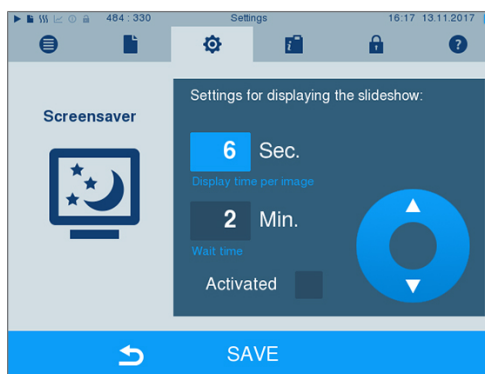 484 : 330 Settings 16:17 13.11.2017
Screensaver
Settings for displaying the slideshow:
6 Sec.
Display time per image
2 Min.
Wait time
Activated
SAVE